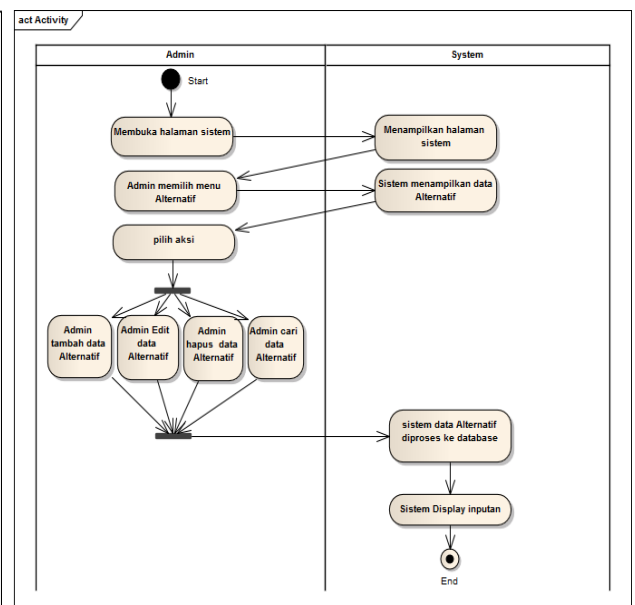 act Activity
Admin
System
Start
Membuka halaman sistem
Menampilkan halaman
sistem
Admin memilih menu
Alternatif
Sistem menampilkan data
Alternatif
pilih aksi
Admin
tambah data
Alternatif
Admin Edit
data
Alternatif
Admin
hapus data
Alternatif
Admin cari
data
Alternatif
sistem data Alternatif
diproses ke database
Sistem Display inputan
End